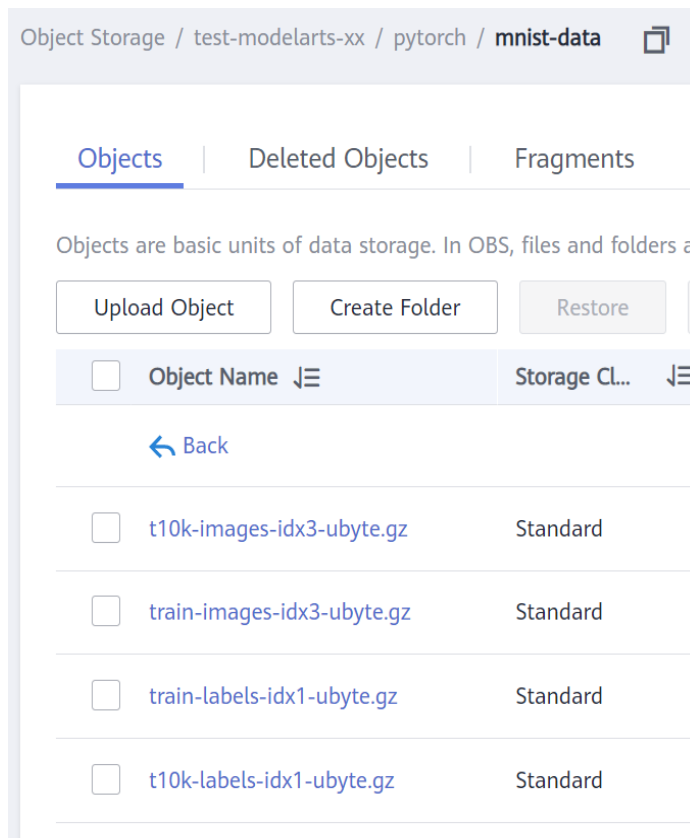 Object Storage / test-modelarts-xx / pytorch / mnist-data
Objects Deleted Objects Fragments
Objects are basic units of data storage. In OBS, files and folders
Upload Object Create Folder Restore
Object Name Storage Cl...
Back
t10k-images-idx3-ubyte.gz Standard
train-images-idx3-ubyte.gz Standard
train-labels-idx1-ubyte.gz Standard
t10k-labels-idx1-ubyte.gz Standard